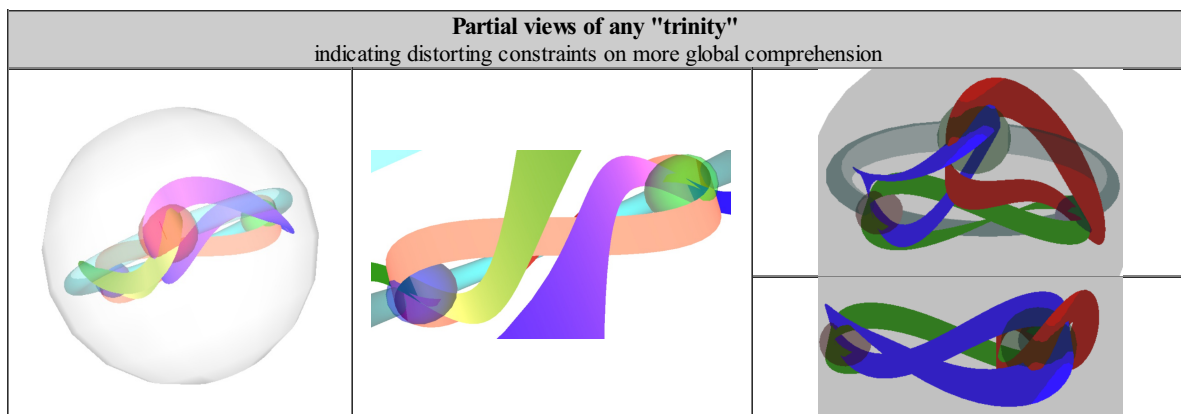 Partial views of any "trinity"
indicating distorting constraints on more global comprehension